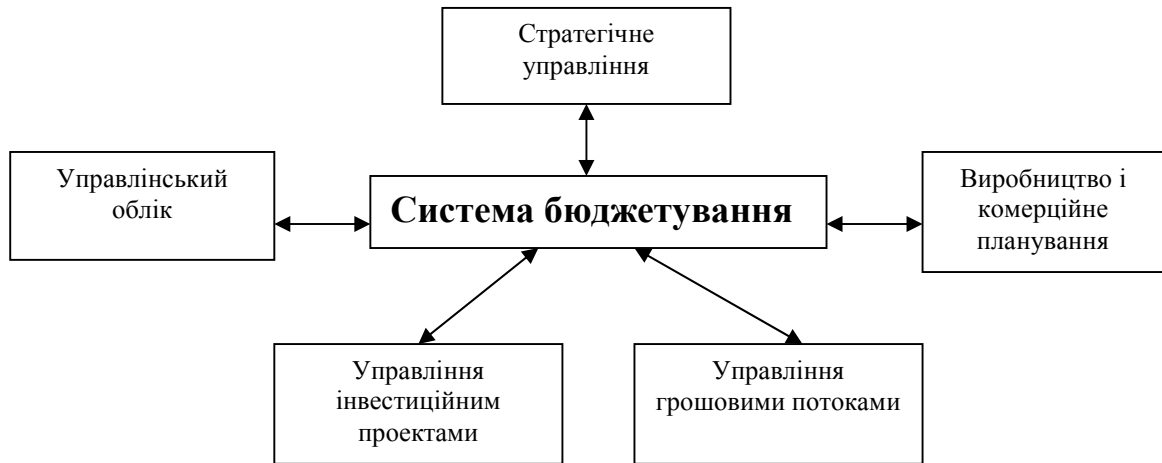 Стратегічне
управління
Управлінський
облік
Система бюджетування
Виробництво і
комерційне
планування
Управління
інвестиційним
проектами
Управління
грошовими потоками